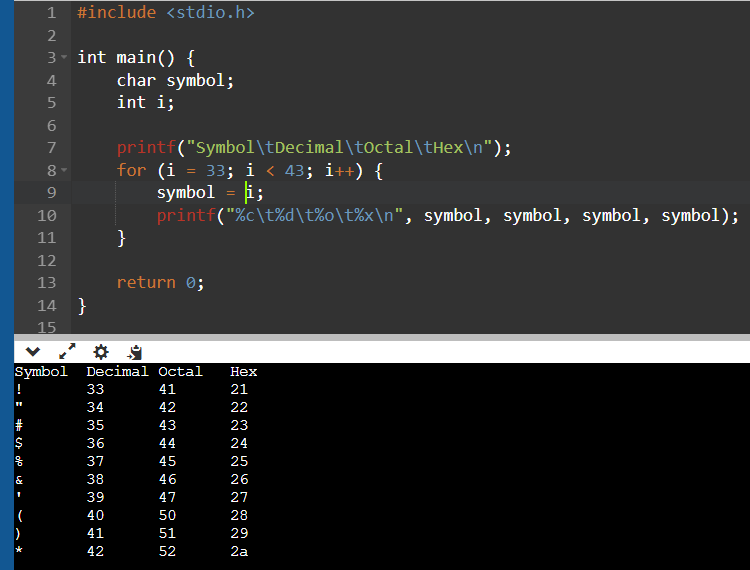 1 #include <stdio.h>
2
3 int main() {
4     char symbol;
5     int i;
6
7     printf("Symbol\tDecimal\tOctal\tHex\n");
8     for (i = 33; i < 43; i++) {
9         symbol = i;
10         printf("%c\t%d\t%o\t%x\n", symbol, symbol, symbol, symbol);
11     }
12
13     return 0;
14 }
15
Symbol  Decimal Octal   Hex
!       33      41      21
"       34      42      22
#       35      43      23
$       36      44      24
%       37      45      25
&       38      46      26
'       39      47      27
(       40      50      28
)       41      51      29
*       42      52      2a